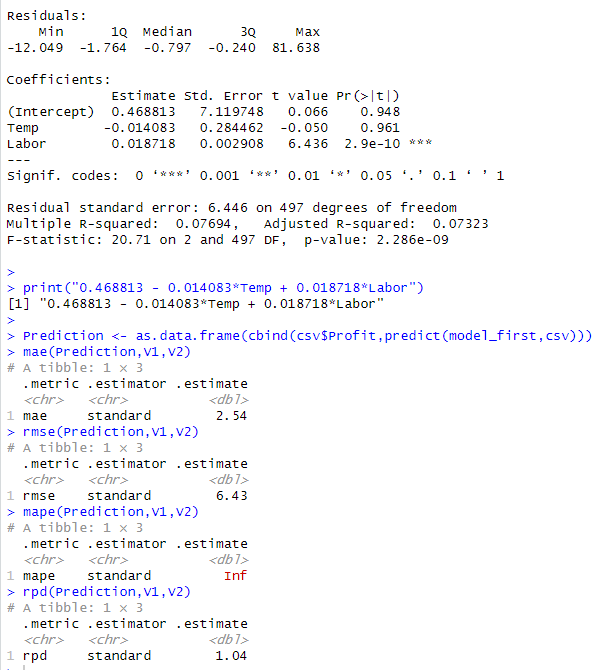 Residuals:
    Min      1Q  Median      3Q     Max
-12.049  -1.764  -0.797  -0.240  81.638
Coefficients:
             Estimate Std. Error t value Pr(>|t|)
(Intercept)  0.468813   7.119748   0.066    0.948
Temp        -0.014083   0.284462  -0.050    0.961
Labor        0.018718   0.002908   6.436  2.9e-10 ***
---
Signif. codes:  0 ‘***’ 0.001 ‘**’ 0.01 ‘*’ 0.05 ‘.’ 0.1 ‘ ’ 1
Residual standard error: 6.446 on 497 degrees of freedom
Multiple R-squared:  0.07694,	Adjusted R-squared:  0.07323
F-statistic: 20.71 on 2 and 497 DF,  p-value: 2.286e-09
>
> print("0.468813 - 0.014083*Temp + 0.018718*Labor")
[1] "0.468813 - 0.014083*Temp + 0.018718*Labor"
>
> Prediction <- as.data.frame(cbind(csv$Profit,predict(model_first,csv)))
> mae(Prediction,V1,V2)
# A tibble: 1 × 3
  .metric .estimator .estimate
  <chr>   <chr>          <dbl>
1 mae     standard        2.54
> rmse(Prediction,V1,V2)
# A tibble: 1 × 3
  .metric .estimator .estimate
  <chr>   <chr>          <dbl>
1 rmse    standard        6.43
> mape(Prediction,V1,V2)
# A tibble: 1 × 3
  .metric .estimator .estimate
  <chr>   <chr>          <dbl>
1 mape    standard         Inf
> rpd(Prediction,V1,V2)
# A tibble: 1 × 3
  .metric .estimator .estimate
  <chr>   <chr>          <dbl>
1 rpd     standard        1.04